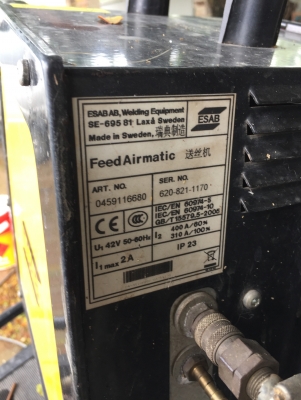 ESAB AB, Welding Equipment
SE-695 81 Laxå Sweden
Made in Sweden, 瑞典制造
ESAB
FeedAirmatic 送丝机
ART. NO. SER. NO.
0459116680 620-821-1170
IEC/EN 60974-5
IEC/EN 60974-10
GB/T15579.5-2005
CCC
U₁ 42V 50-60Hz I₂ 400 A/60%
310 A/100%
I₁ max 2A IP 23